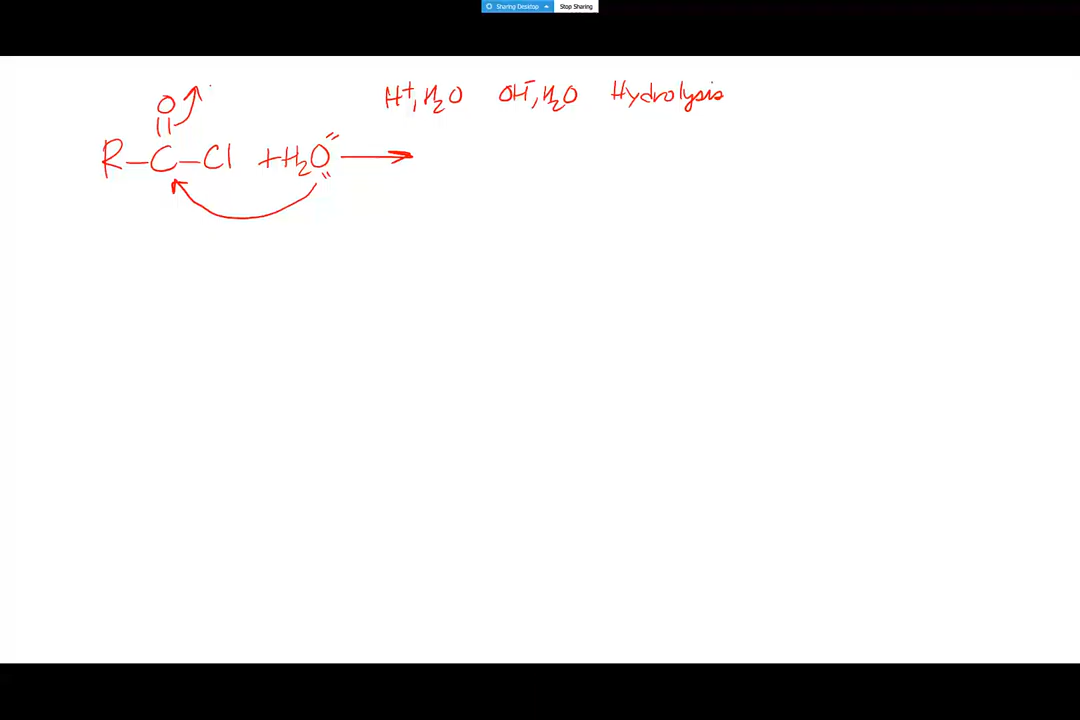 Sharing Desktop Stop Sharing
H+, H2O OH-, H2O Hydrolysis
O
R-C-Cl + H2O